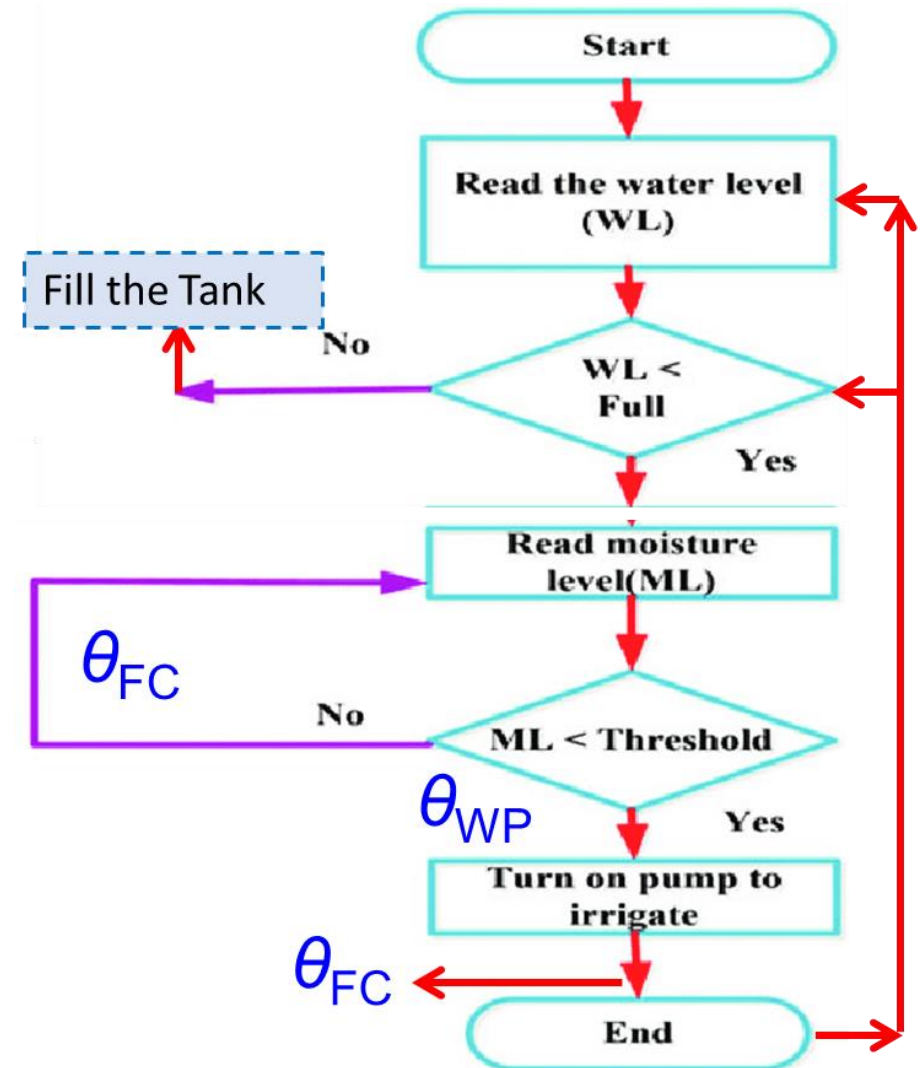 Start
Read the water level
(WL)
Fill the Tank
No
WL <
Full
Yes
Read moisture
level(ML)
θFC
No
ML < Threshold
θWP
Yes
Turn on pump to
irrigate
θFC
End